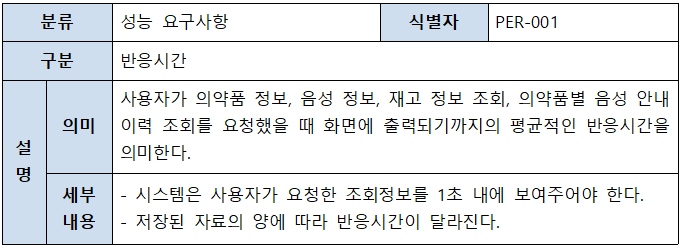 분류 성능 요구사항 식별자 PER-001
구분 반응시간
설명 의미 사용자가 의약품 정보, 음성 정보, 재고 정보 조회, 의약품별 음성 안내
이력 조회를 요청했을 때 화면에 출력되기까지의 평균적인 반응시간을
의미한다.
세부 내용 - 시스템은 사용자가 요청한 조회정보를 1초 내에 보여주어야 한다.
- 저장된 자료의 양에 따라 반응시간이 달라진다.